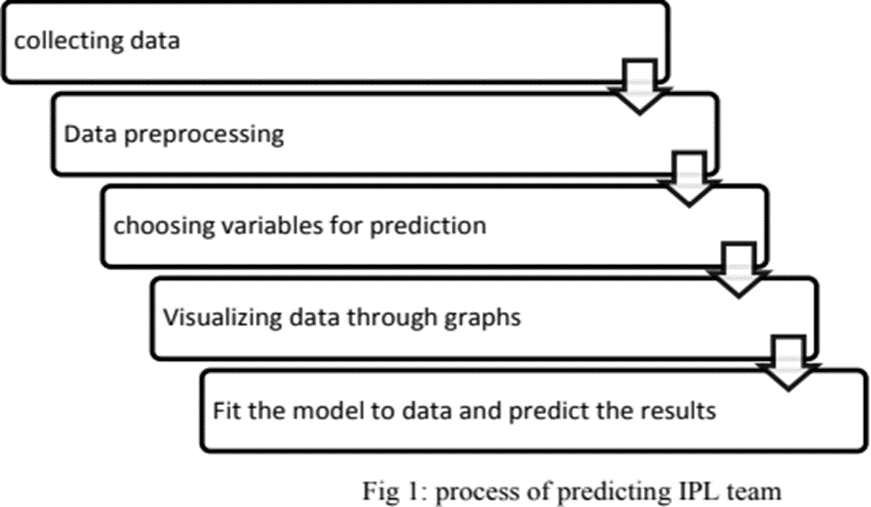 collecting data
Data preprocessing
choosing variables for prediction
Visualizing data through graphs
Fit the model to data and predict the results
Fig 1: process of predicting IPL team